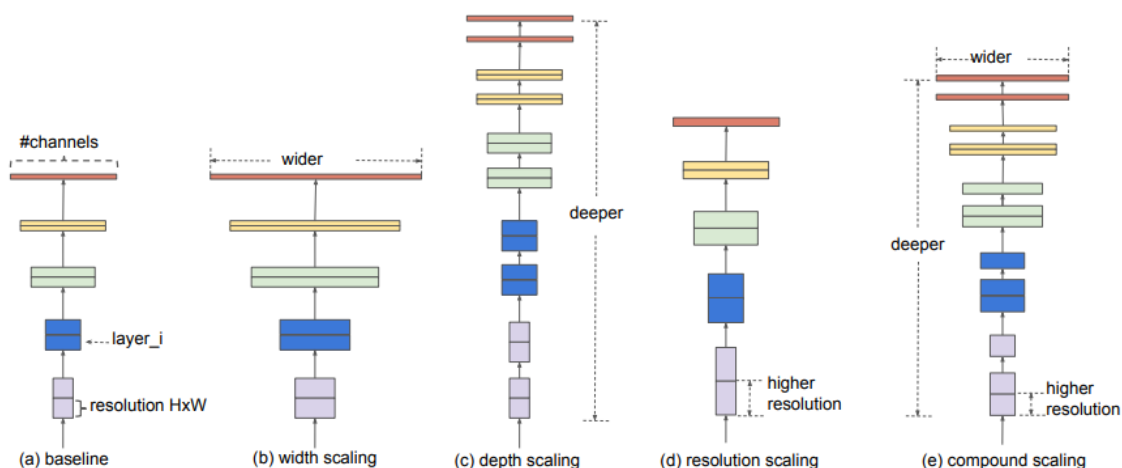 #channels
layer_i
resolution HxW
(a) baseline
wider
(b) width scaling
deeper
(c) depth scaling
higher
resolution
(d) resolution scaling
wider
deeper
higher
resolution
(e) compound scaling